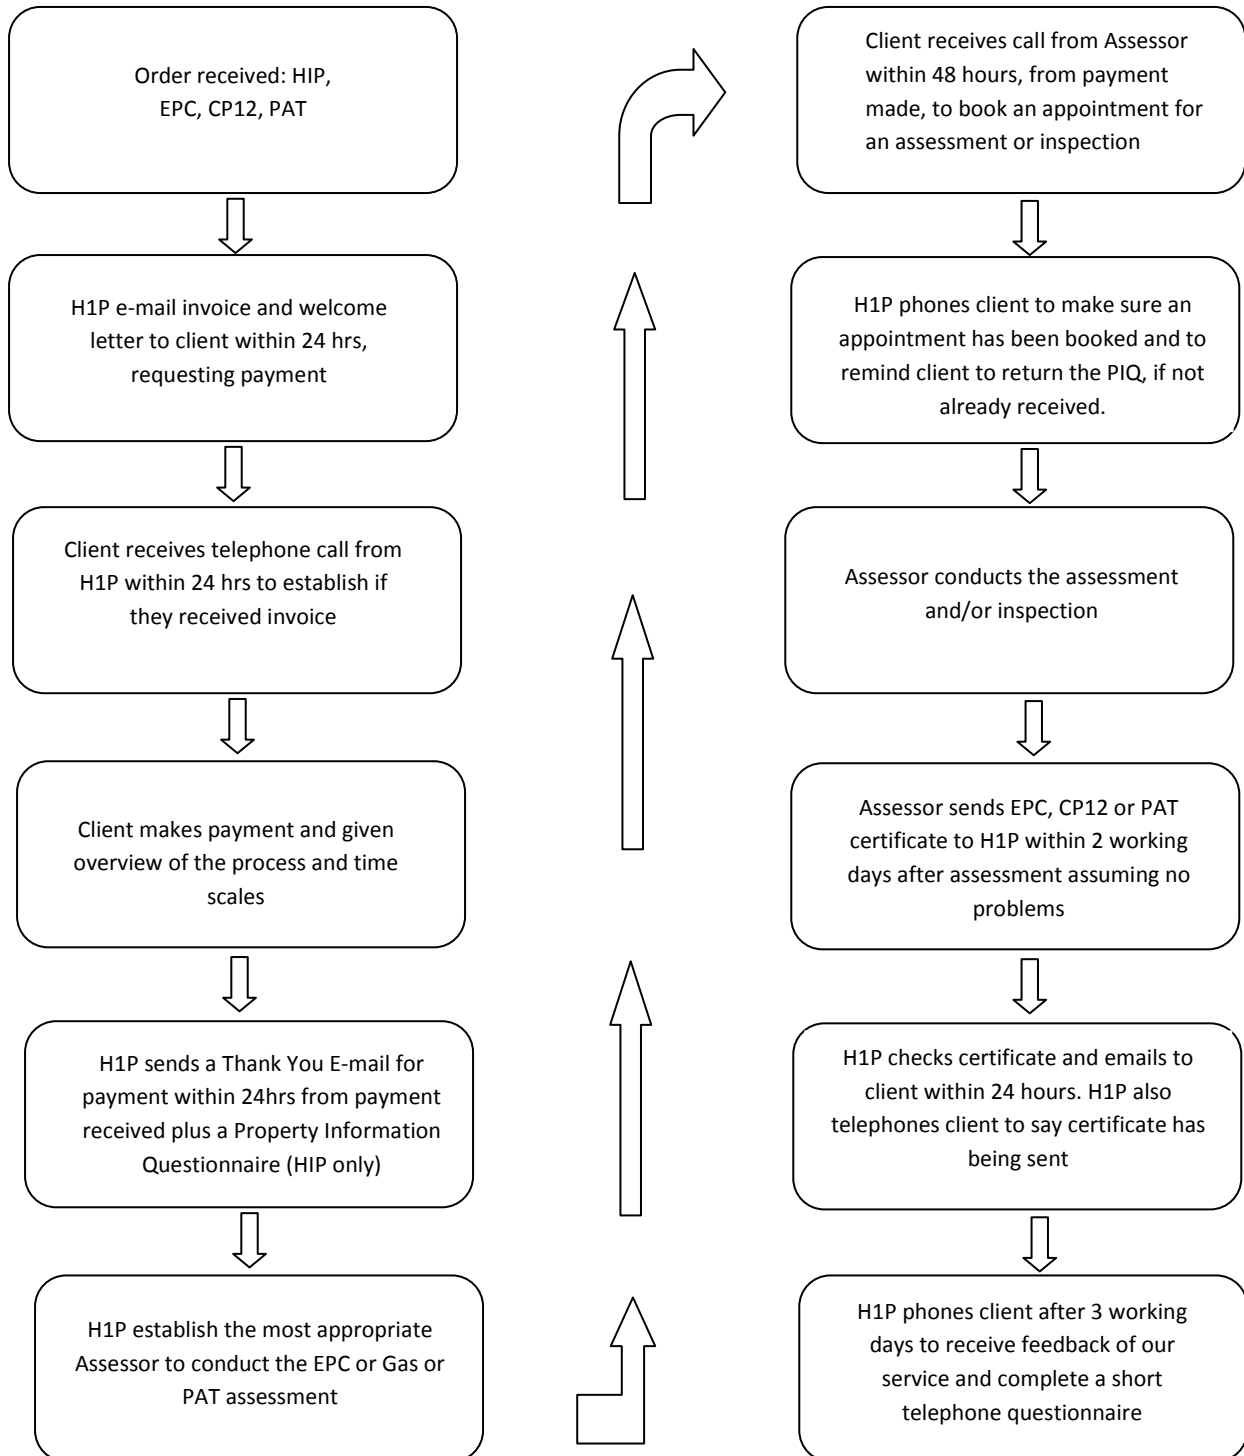 Order received: HIP,
EPC, CP12, PAT
H1P e-mail invoice and welcome
letter to client within 24 hrs,
requesting payment
Client receives telephone call from
H1P within 24 hrs to establish if
they received invoice
Client makes payment and given
overview of the process and time
scales
H1P sends a Thank You E-mail for
payment within 24hrs from payment
received plus a Property Information
Questionnaire (HIP only)
H1P establish the most appropriate
Assessor to conduct the EPC or Gas or
PAT assessment
Client receives call from Assessor
within 48 hours, from payment
made, to book an appointment for
an assessment or inspection
H1P phones client to make sure an
appointment has been booked and to
remind client to return the PIQ, if not
already received.
Assessor conducts the assessment
and/or inspection
Assessor sends EPC, CP12 or PAT
certificate to H1P within 2 working
days after assessment assuming no
problems
H1P checks certificate and emails to
client within 24 hours. H1P also
telephones client to say certificate has
being sent
H1P phones client after 3 working
days to receive feedback of our
service and complete a short
telephone questionnaire